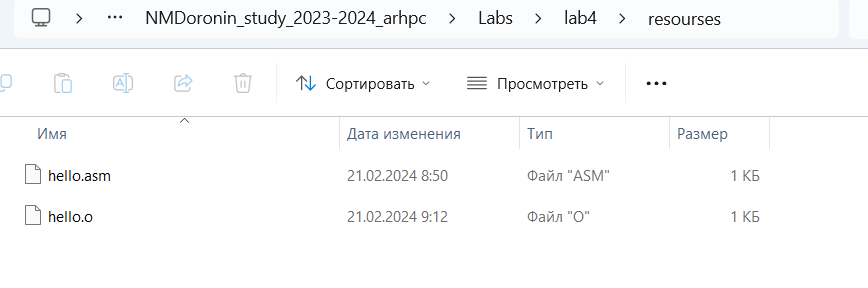 ··· > NMDoronin_study_2023-2024_arhpc > Labs > lab4 > resourses
Сортировать Просмотреть ···
Имя Дата изменения Тип Размер
hello.asm 21.02.2024 8:50 Файл "ASM" 1 КБ
hello.o 21.02.2024 9:12 Файл "O" 1 КБ